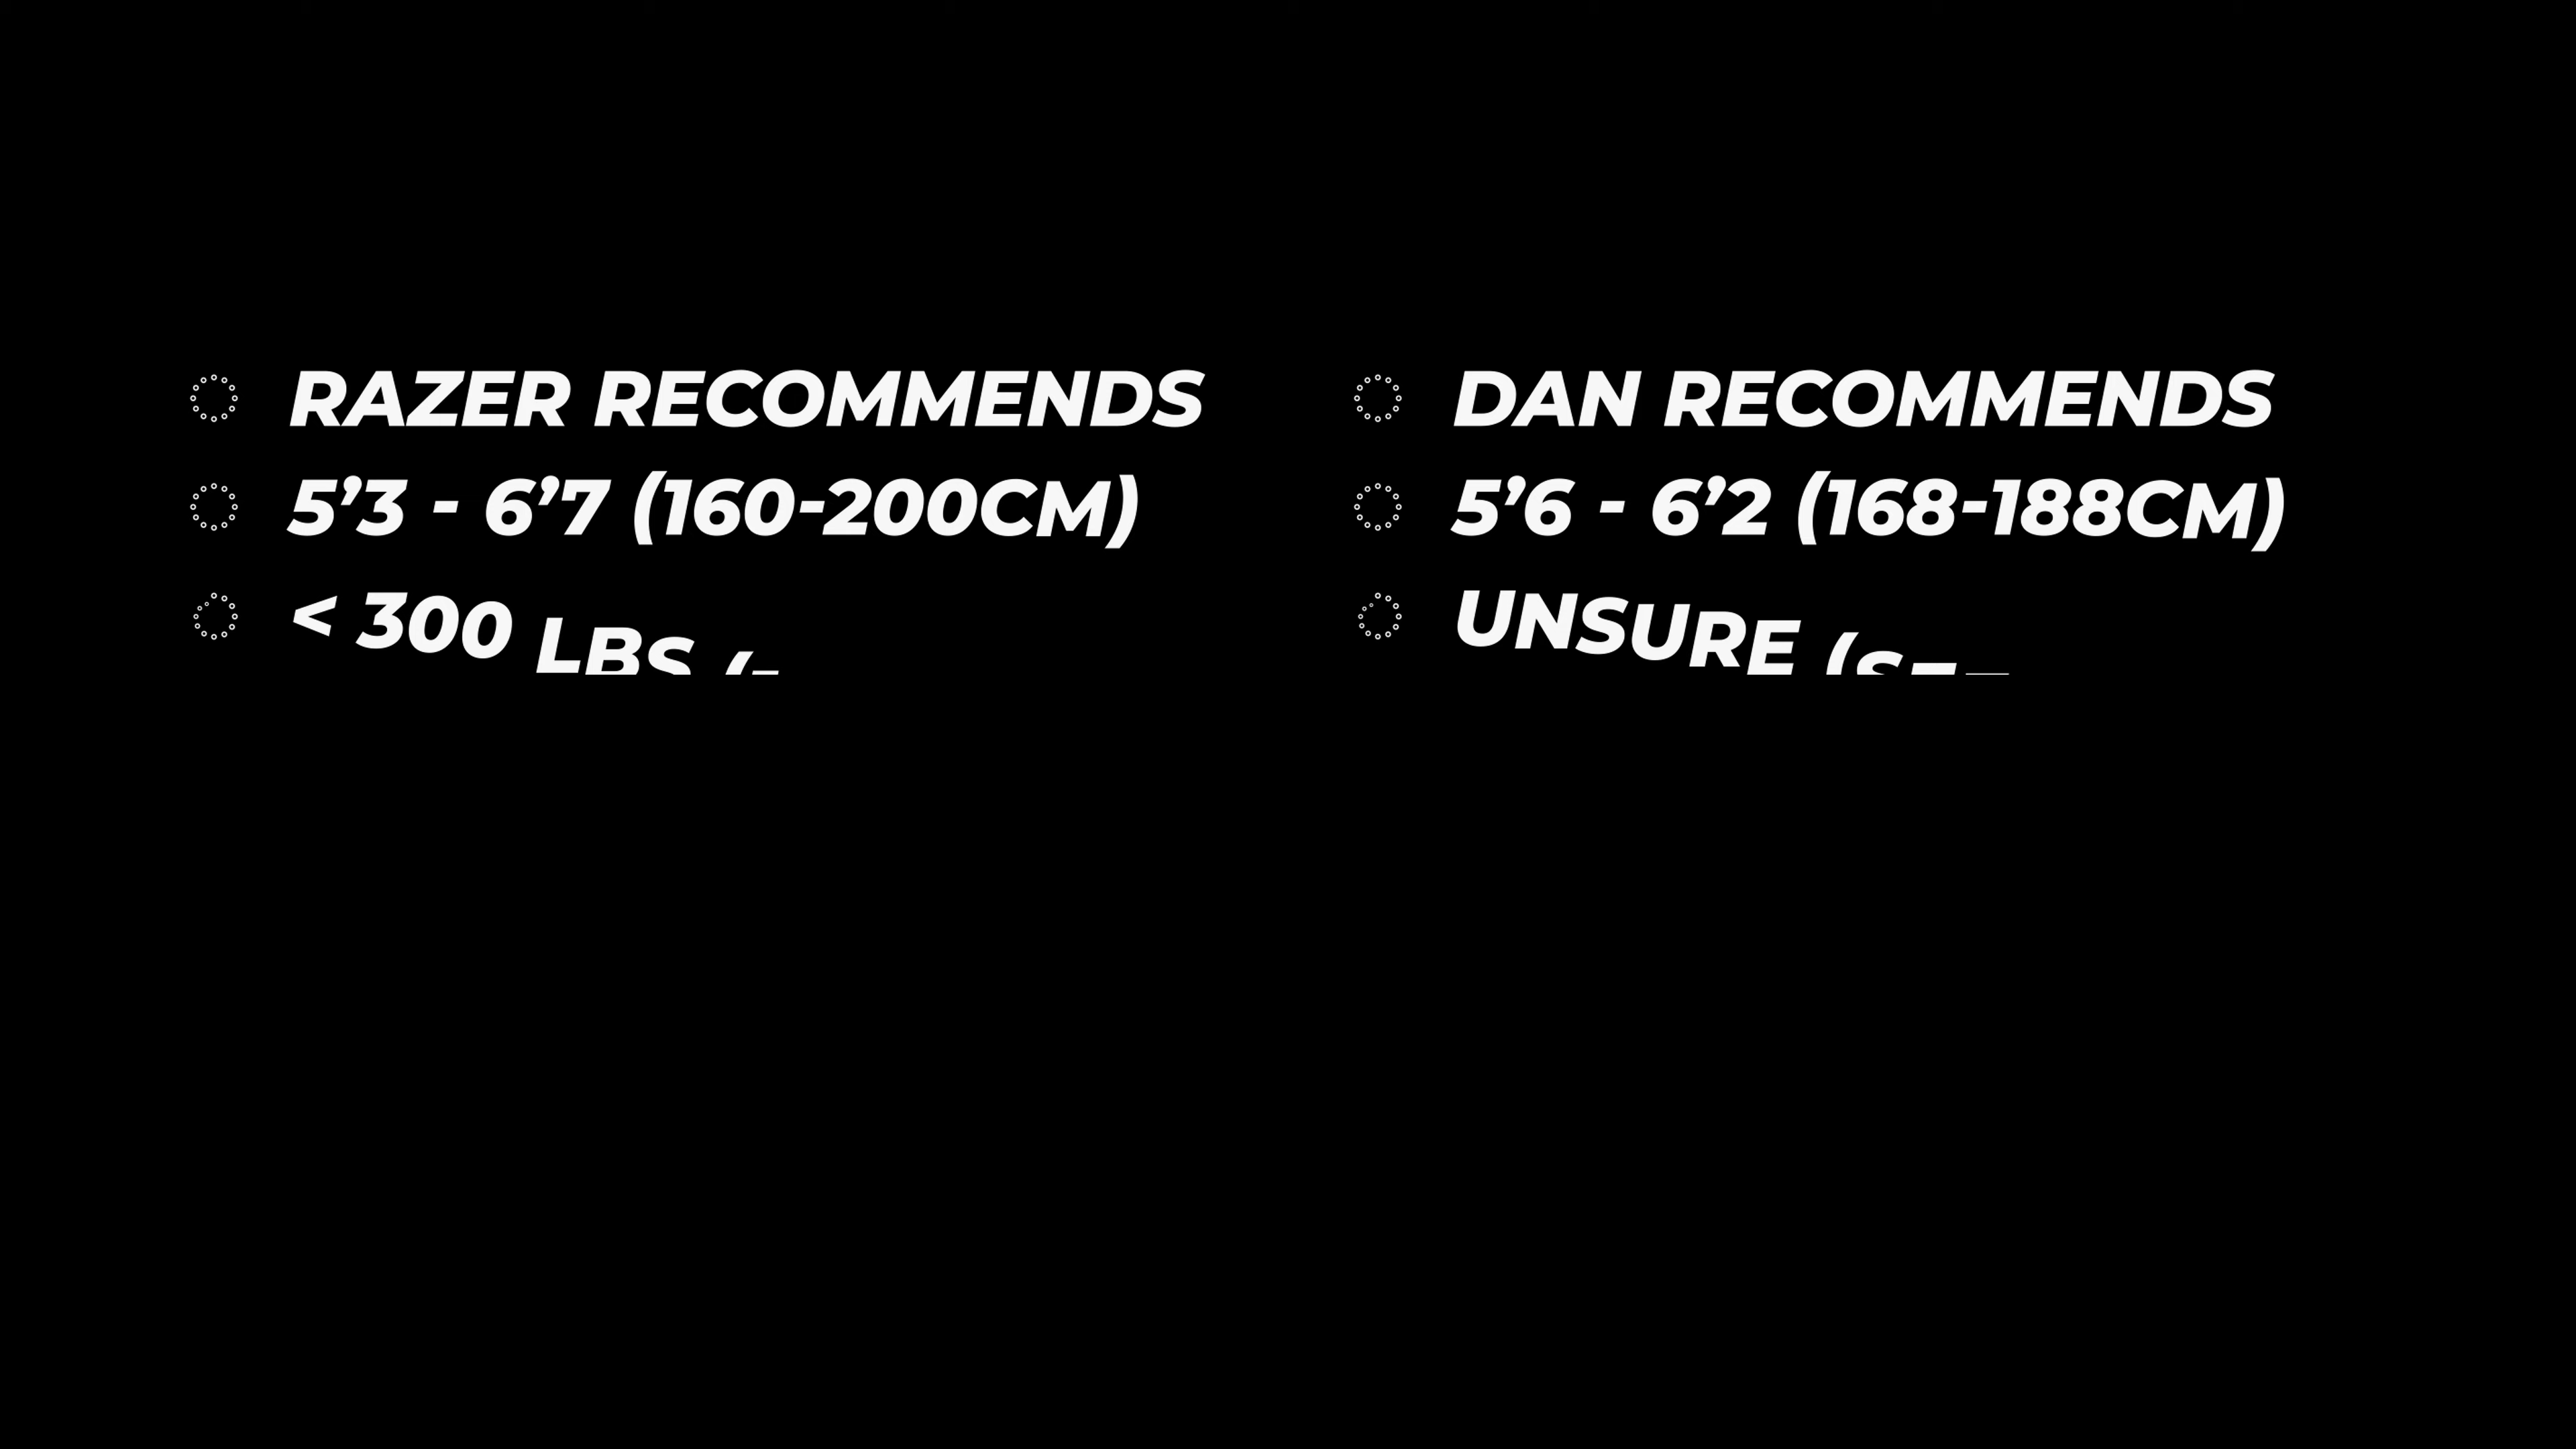 RAZER RECOMMENDS
5’3 - 6’7 (160-200CM)
< 300 LBS
DAN RECOMMENDS
5’6 - 6’2 (168-188CM)
UNSURE